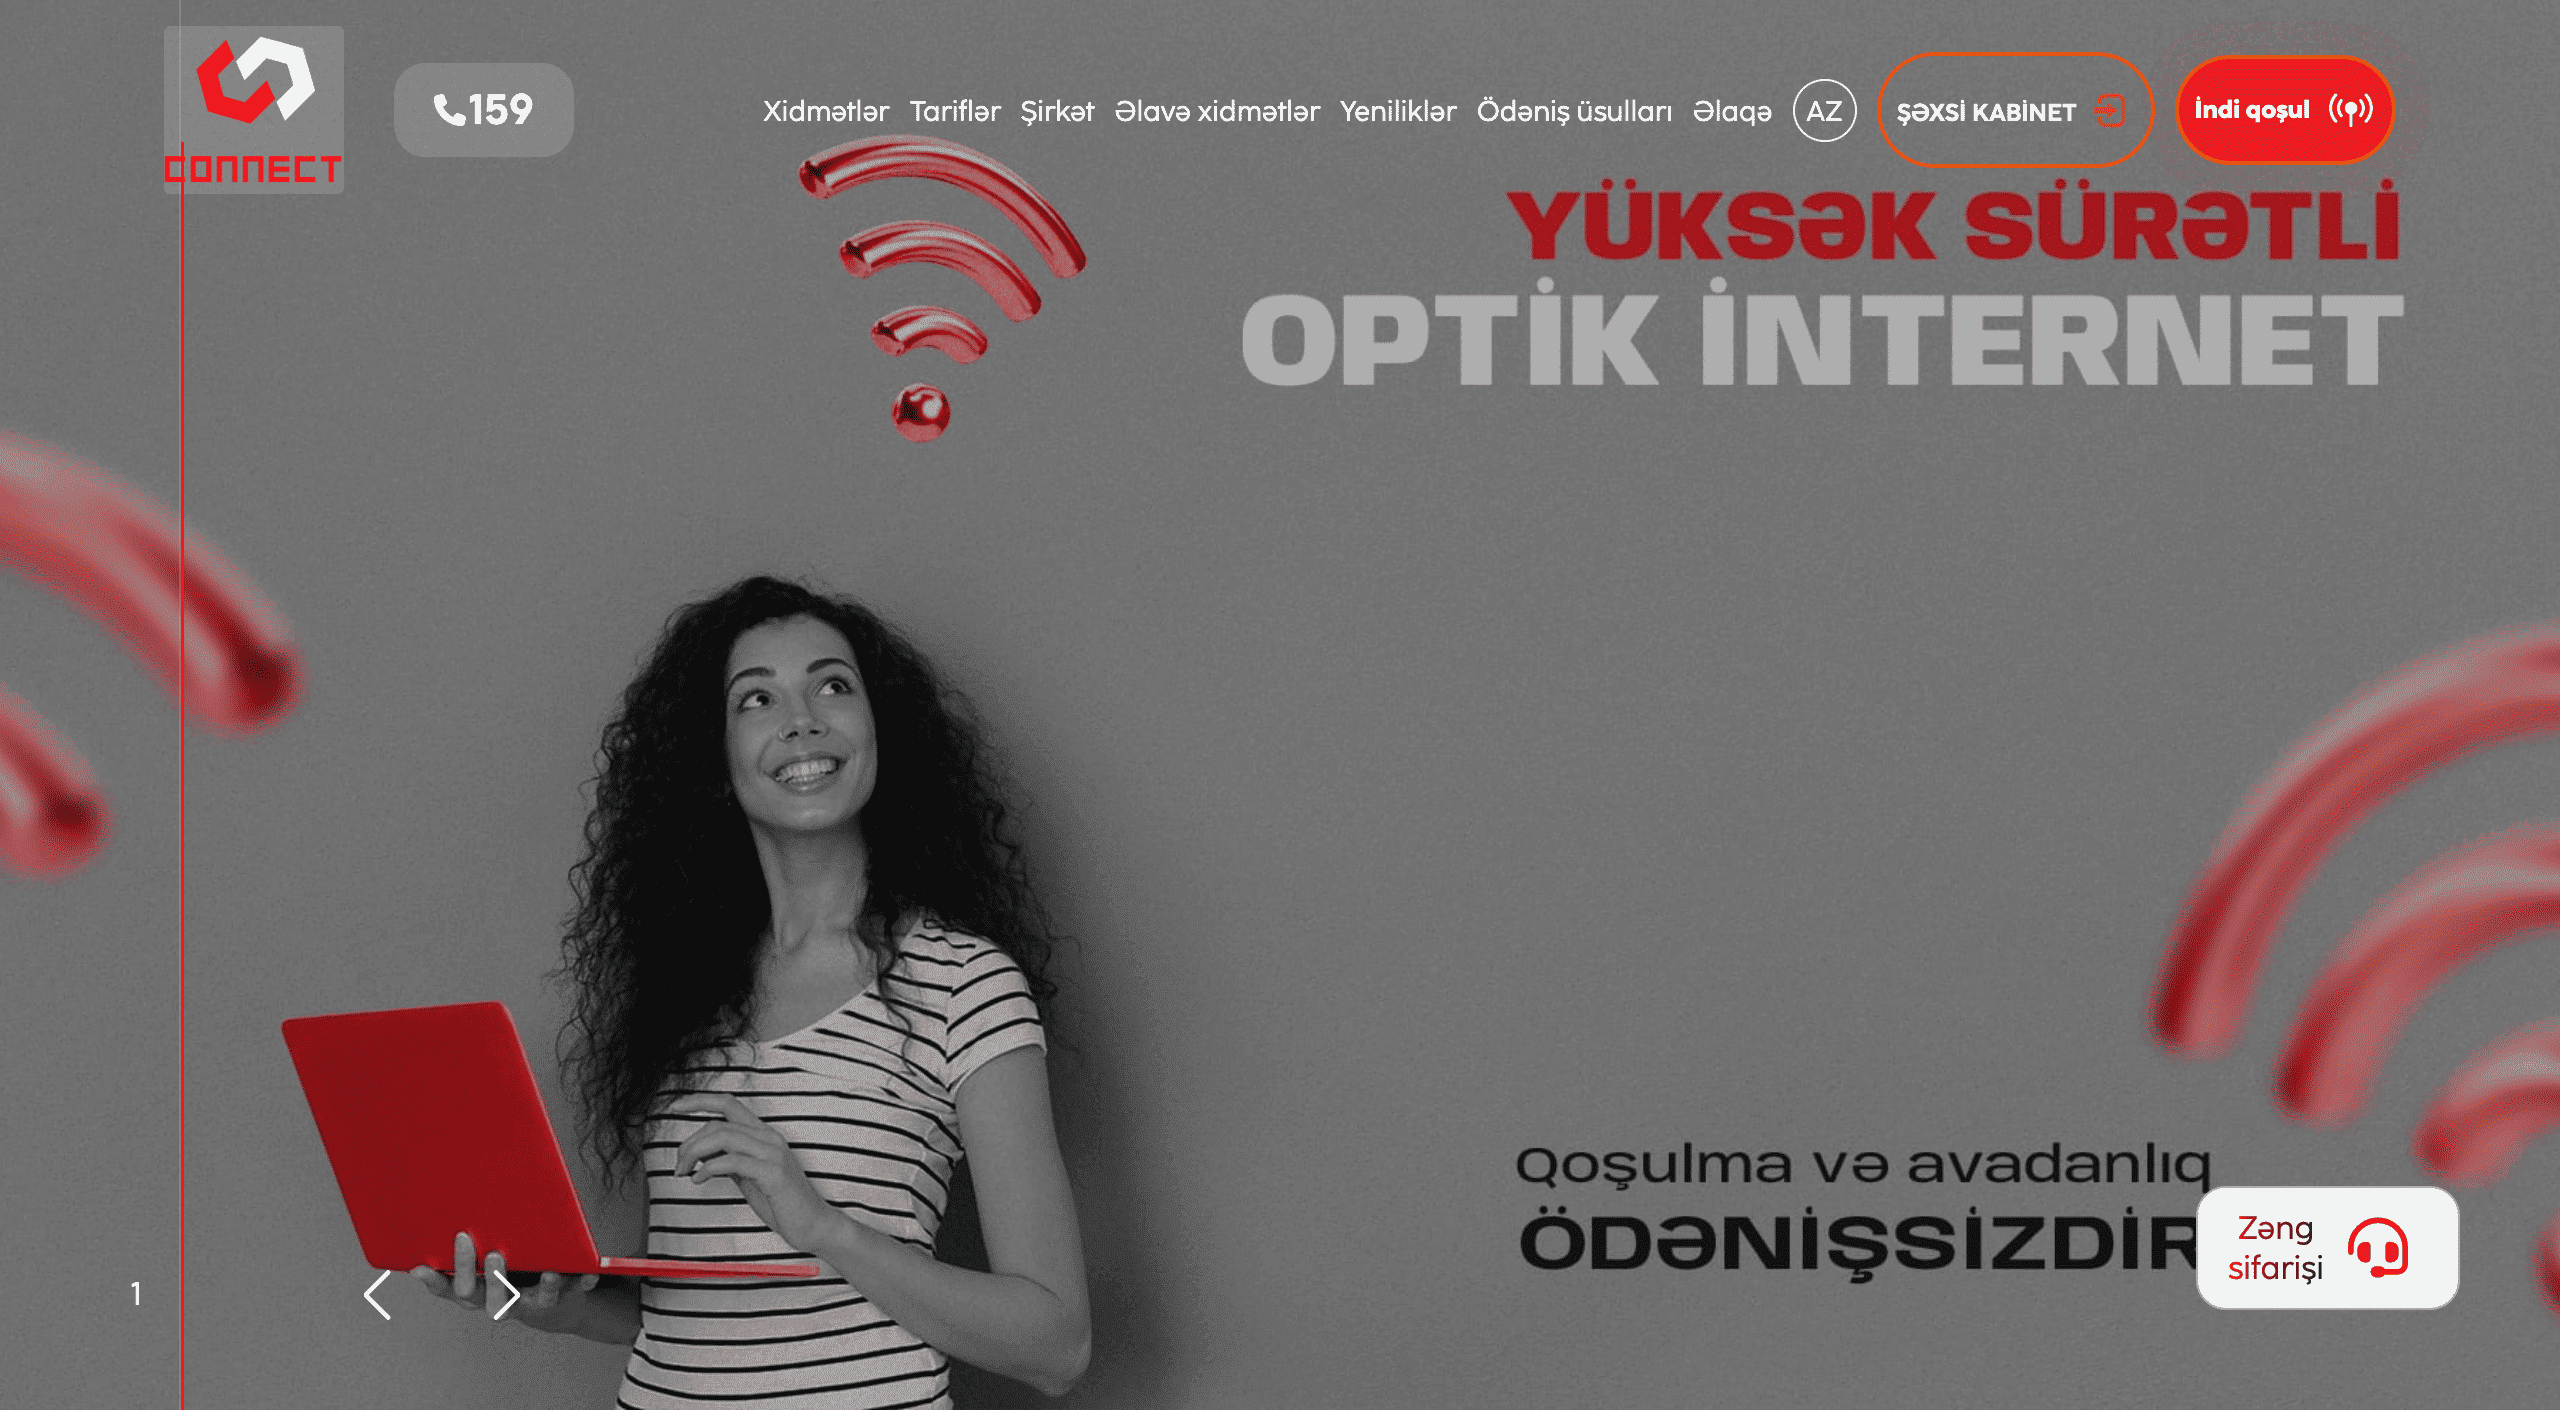 CONNECT
159
Xidmətlər Tariflər Şirkət Əlavə xidmətlər Yeniliklər Ödəniş üsulları Əlaqə AZ ŞƏXSİ KABİNET İndi qoşul
YÜKSƏK SÜRƏTLİ
OPTİK İNTERNET
Qoşulma və avadanlıq
ÖDƏNİŞSİZDİR
Zəng
sifarişi
1